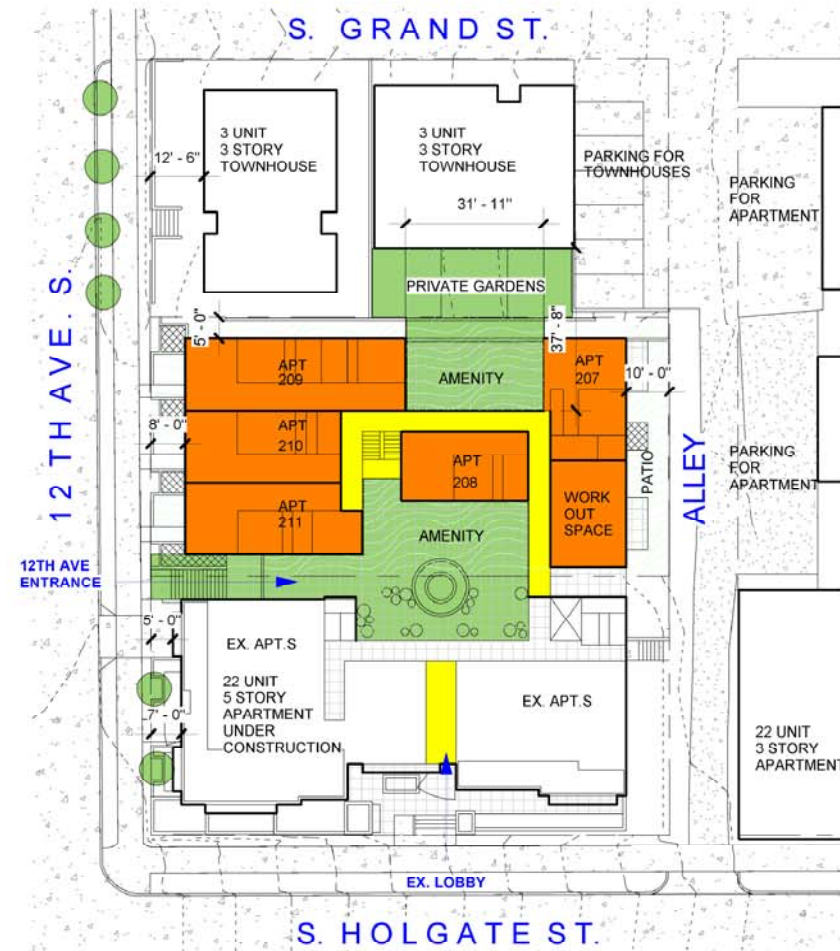 S. GRAND ST.
3 UNIT
3 STORY
TOWNHOUSE
3 UNIT
3 STORY
TOWNHOUSE
12' - 6"
PARKING FOR
TOWNHOUSES
PARKING
FOR
APARTMENT
31' - 11"
PRIVATE GARDENS
12 TH AVE. S.
5' - 0"
37' - 8"
APT
209
AMENITY
APT
207
10' - 0"
8' - 0"
APT
210
APT
208
PATIO
ALLEY
PARKING
FOR
APARTMENT
APT
211
WORK
OUT
SPACE
AMENITY
12TH AVE
ENTRANCE
5' - 0"
EX. APT.S
22 UNIT
5 STORY
APARTMENT
UNDER
CONSTRUCTION
7' - 0"
EX. APT.S
22 UNIT
3 STORY
APARTMENT
EX. LOBBY
S. HOLGATE ST.